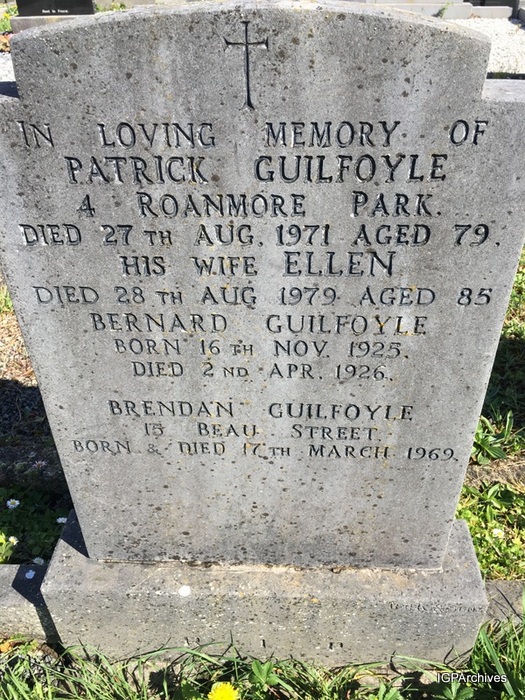 IN LOVING MEMORY OF
PATRICK GUILFOYLE
4 ROANMORE PARK.
DIED 27TH AUG. 1971 AGED 79.
HIS WIFE ELLEN
DIED 28TH AUG 1979 AGED 85
BERNARD GUILFOYLE
BORN 16TH NOV. 1925.
DIED 2ND APR. 1926.
BRENDAN GUILFOYLE
15 BEAU STREET
BORN & DIED 17TH MARCH 1969.
IGPArchives